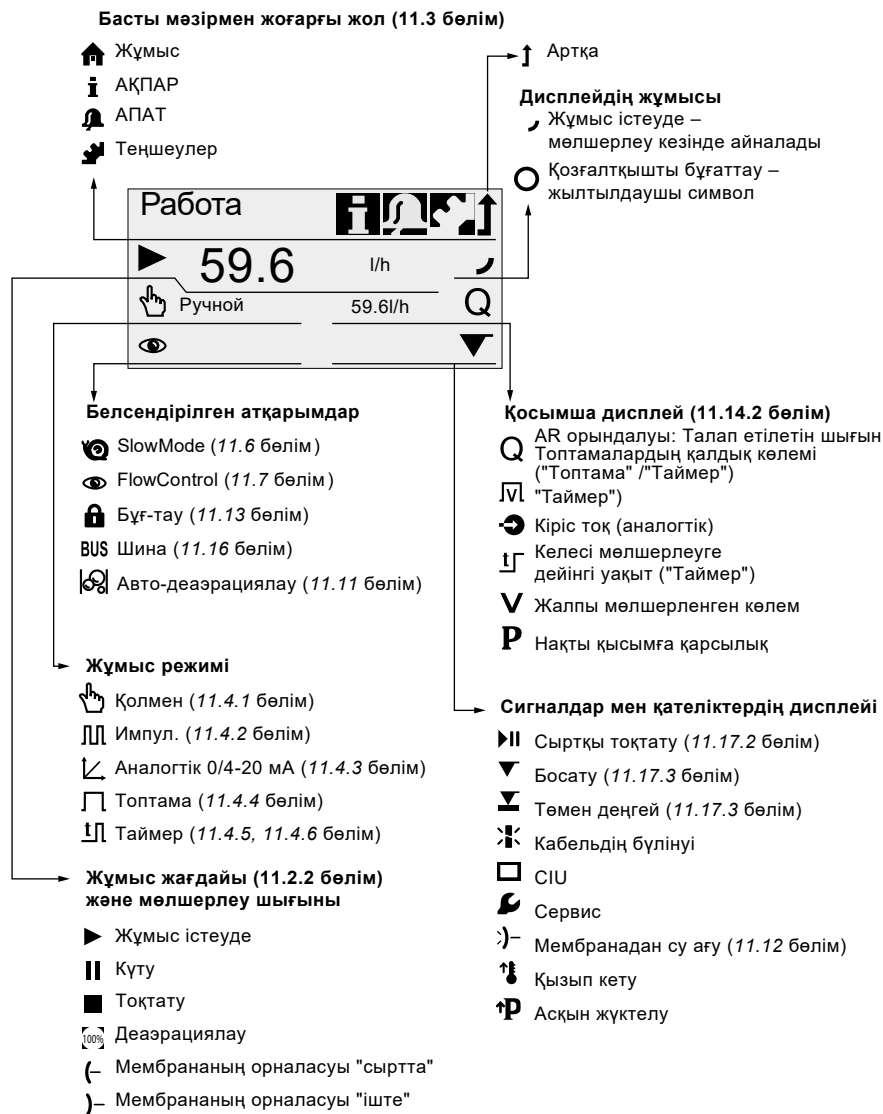 Басты мәзірмен жоғарғы жол (11.3 бөлім)
Жұмыс
АҚПАР
АПАТ
Теңшеулер
Артқа
Дисплейдің жұмысы
Жұмыс істеуде –
мөлшерлеу кезінде айналады
Қозғалтқышты бұғаттау –
жылтылдаушы символ
Работа
59.6 l/h
Ручной 59.6l/h
Q
Белсендірілген атқарымдар
SlowMode (11.6 бөлім)
FlowControl (11.7 бөлім)
Бұғ-тау (11.13 бөлім)
BUS Шина (11.16 бөлім)
Авто-деаэрациялау (11.11 бөлім)
Жұмыс режимі
Қолмен (11.4.1 бөлім)
Импул. (11.4.2 бөлім)
Аналогтік 0/4-20 мА (11.4.3 бөлім)
Топтама (11.4.4 бөлім)
t Таймер (11.4.5, 11.4.6 бөлім)
Жұмыс жағдайы (11.2.2 бөлім)
және мөлшерлеу шығыны
Жұмыс істеуде
Күту
Тоқтату
100% Деаэрациялау
Мембрананың орналасуы "сыртта"
Мембрананың орналасуы "іште"
Қосымша дисплей (11.14.2 бөлім)
Q AR орындалуы: Талап етілетін шығын
Топтамалардың қалдық көлемі
("Топтама" /"Таймер")
V "Таймер")
Кіріс тоқ (аналогтік)
t Келесі мөлшерлеуге
дейінгі уақыт ("Таймер")
V Жалпы мөлшерленген көлем
P Нақты қысымға қарсылық
Сигналдар мен қателіктердің дисплейі
Сыртқы тоқтату (11.17.2 бөлім)
Босату (11.17.3 бөлім)
Төмен деңгей (11.17.3 бөлім)
Кабельдің бүлінуі
CIU
Сервис
Мембранадан су ағу (11.12 бөлім)
Қызып кету
P Асқын жүктелу